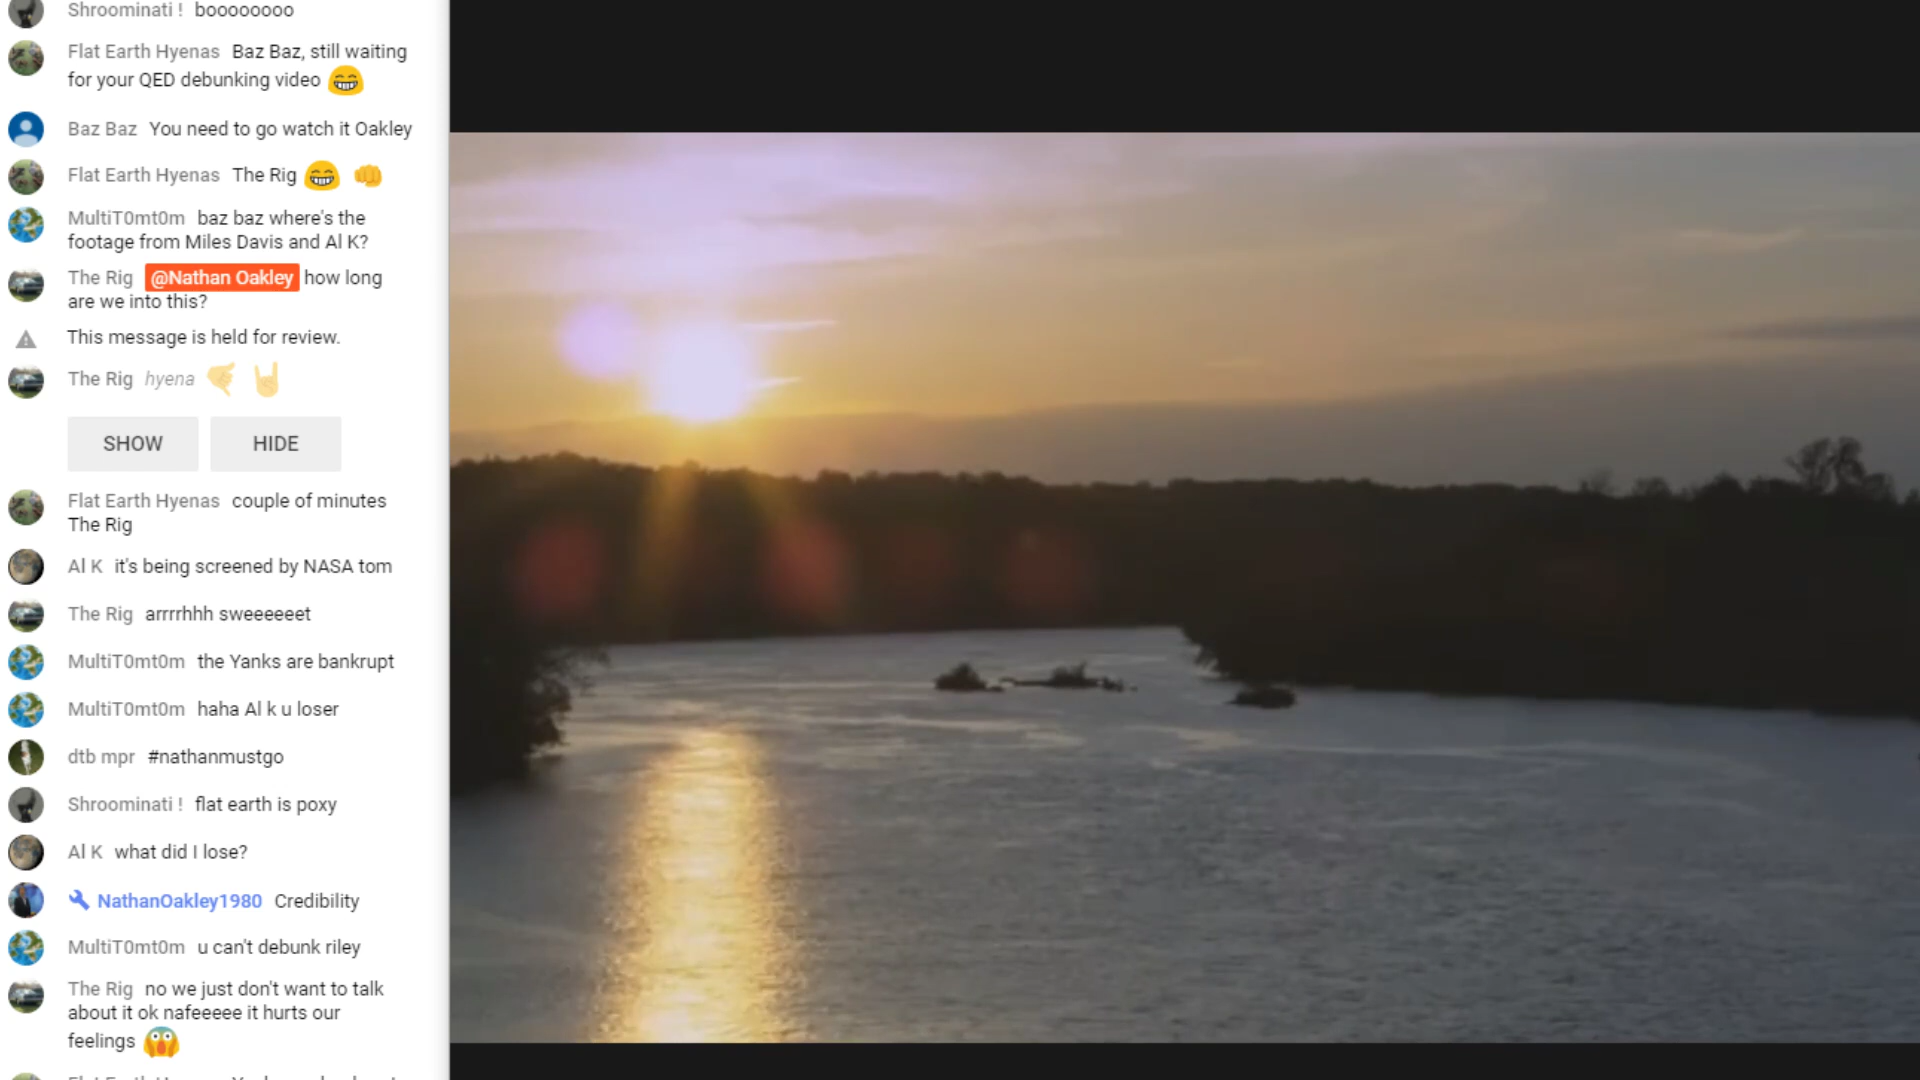 Shroominati ! booooooooo
Flat Earth Hyenas Baz Baz, still waiting
for your QED debunking video
Baz Baz You need to go watch it Oakley
Flat Earth Hyenas The Rig
MultiT0mt0m baz baz where's the
footage from Miles Davis and Al K?
The Rig @Nathan Oakley how long
are we into this?
This message is held for review.
The Rig hyena
SHOW HIDE
Flat Earth Hyenas couple of minutes
The Rig
Al K it's being screened by NASA tom
The Rig arrrrhhh sweeeeeet
MultiT0mt0m the Yanks are bankrupt
MultiT0mt0m haha Al k u loser
dtb mpr #nathanmustgo
Shroominati ! flat earth is poxy
Al K what did I lose?
NathanOakley1980 Credibility
MultiT0mt0m u can't debunk riley
The Rig no we just don't want to talk
about it ok nafeeeee it hurts our
feelings